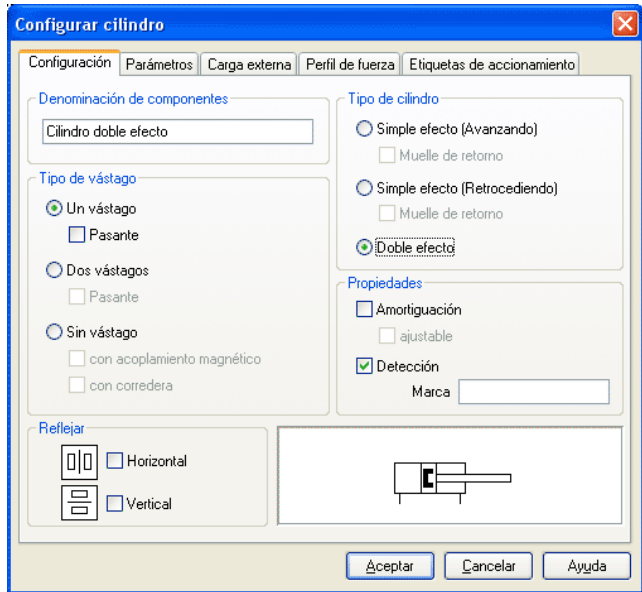 Configurar cilindro
Configuración Parámetros Carga externa Perfil de fuerza Etiquetas de accionamiento
Denominación de componentes
Cilindro doble efecto
Tipo de vástago
Un vástago
Pasante
Dos vástagos
Pasante
Sin vástago
con acoplamiento magnético
con corredera
Tipo de cilindro
Simple efecto (Avanzando)
Muelle de retorno
Simple efecto (Retrocediendo)
Muelle de retorno
Doble efecto
Propiedades
Amortiguación
ajustable
Detección
Marca
Reflejar
Horizontal
Vertical
Aceptar Cancelar Ayuda